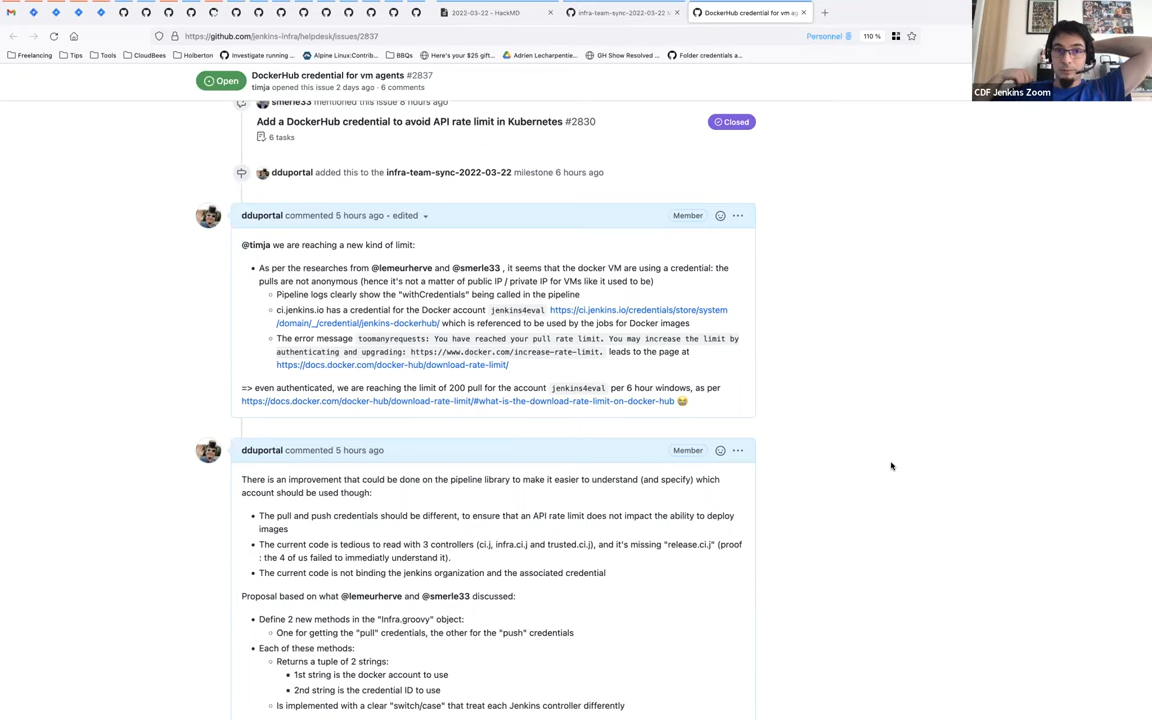 2022-03-22 - HackMD
infra-team-sync-2022-03-22 M
DockerHub credential for vm ag
https://github.com/jenkins-infra/helpdesk/issues/2837
Personnel
110 %
Freelancing
Tips
Tools
CloudBees
Holberton
Investigate running ...
Alpine Linux:Contrib...
BBQs
Here's your $25 gift...
Adrien Lecharpentie...
GH Show Resolved ...
Folder credentials a...
CDF Jenkins Zoom
Open
DockerHub credential for vm agents #2837
timja opened this issue 2 days ago · 6 comments
smerle33 mentioned this issue 8 hours ago
Add a DockerHub credential to avoid API rate limit in Kubernetes #2830
Closed
6 tasks
dduportal added this to the infra-team-sync-2022-03-22 milestone 6 hours ago
dduportal commented 5 hours ago · edited
Member
@timja we are reaching a new kind of limit:
As per the researches from @lemeurherve and @smerle33 , it seems that the docker VM are using a credential: the
pulls are not anonymous (hence it's not a matter of public IP / private IP for VMs like it used to be)
Pipeline logs clearly show the "withCredentials" being called in the pipeline
ci.jenkins.io has a credential for the Docker account jenkins4eval https://ci.jenkins.io/credentials/store/system
/domain/_/credential/jenkins-dockerhub/ which is referenced to be used by the jobs for Docker images
The error message toomanyrequests: You have reached your pull rate limit. You may increase the limit by
authenticating and upgrading: https://www.docker.com/increase-rate-limit. leads to the page at
https://docs.docker.com/docker-hub/download-rate-limit/
=> even authenticated, we are reaching the limit of 200 pull for the account jenkins4eval per 6 hour windows, as per
https://docs.docker.com/docker-hub/download-rate-limit/#what-is-the-download-rate-limit-on-docker-hub 😭
dduportal commented 5 hours ago
Member
There is an improvement that could be done on the pipeline library to make it easier to understand (and specify) which
account should be used though:
The pull and push credentials should be different, to ensure that an API rate limit does not impact the ability to deploy
images
The current code is tedious to read with 3 controllers (ci.j, infra.ci.j and trusted.ci.j), and it's missing "release.ci.j" (proof
: the 4 of us failed to immediatly understand it).
The current code is not binding the jenkins organization and the associated credential
Proposal based on what @lemeurherve and @smerle33 discussed:
Define 2 new methods in the "Infra.groovy" object:
One for getting the "pull" credentials, the other for the "push" credentials
Each of these methods:
Returns a tuple of 2 strings:
1st string is the docker account to use
2nd string is the credential ID to use
Is implemented with a clear "switch/case" that treat each Jenkins controller differently